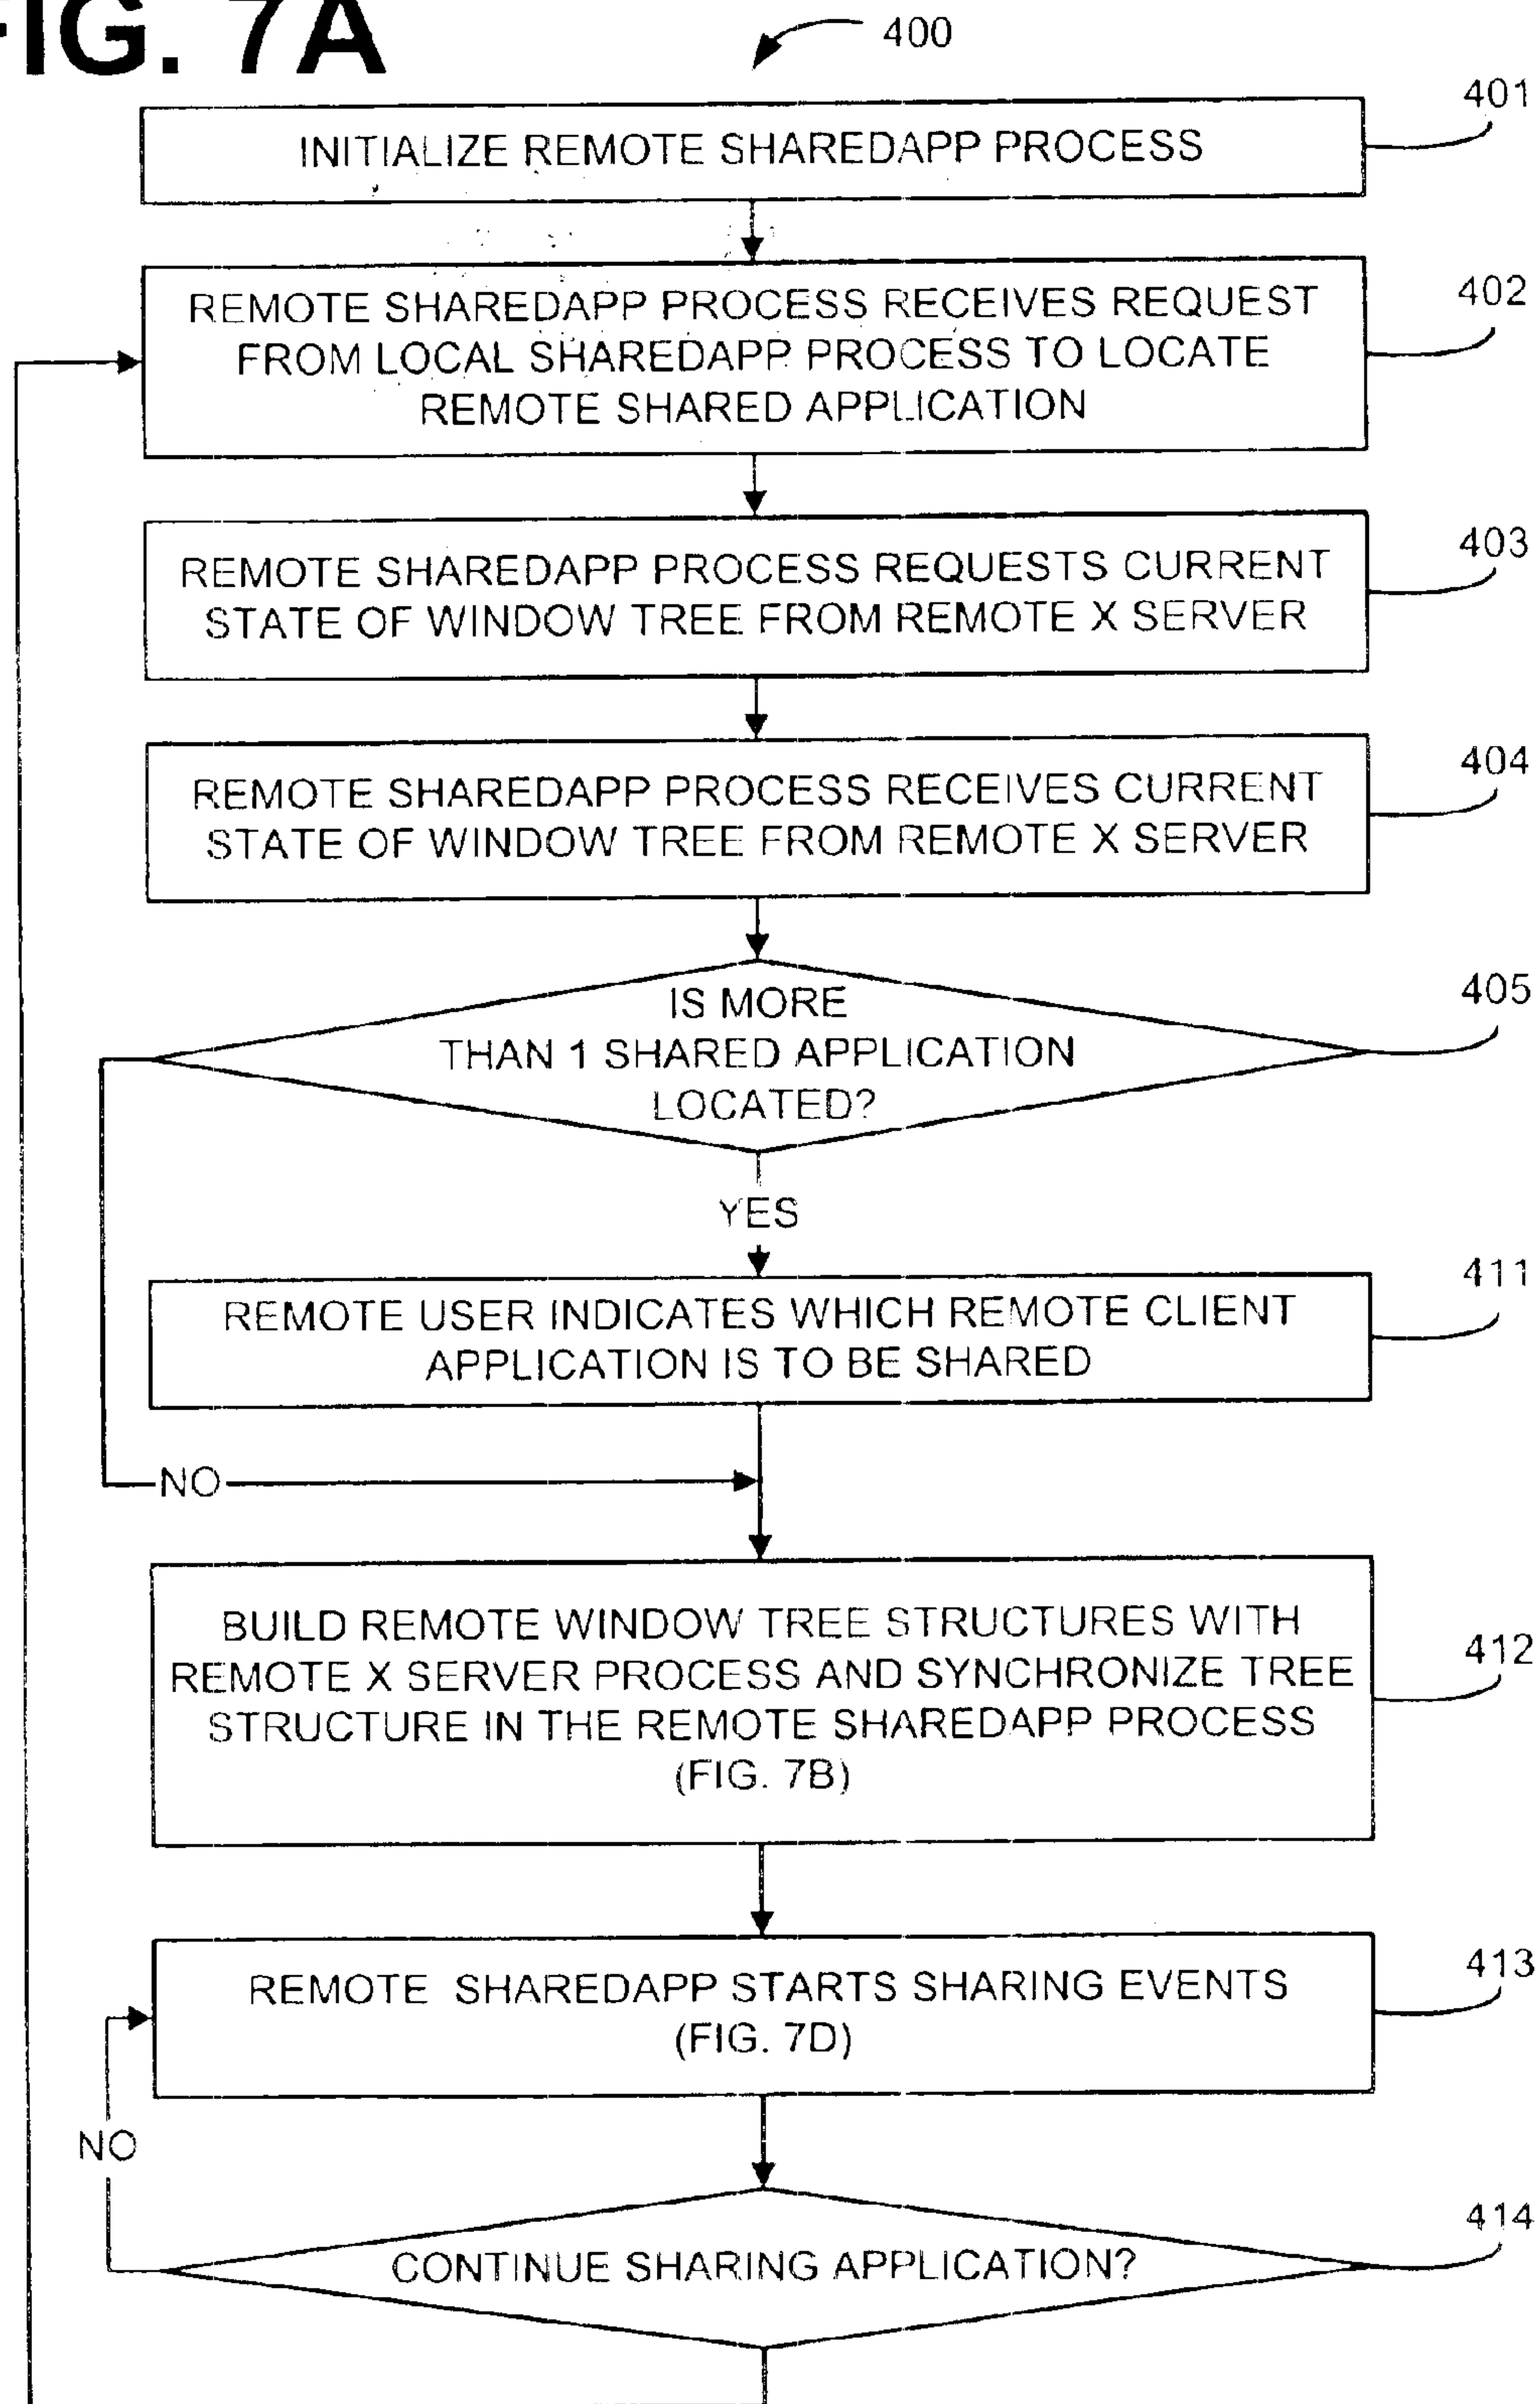 FIG. 7A
400
401
INITIALIZE REMOTE SHAREDAPP PROCESS
402
REMOTE SHAREDAPP PROCESS RECEIVES REQUEST
FROM LOCAL SHAREDAPP PROCESS TO LOCATE
REMOTE SHARED APPLICATION
403
REMOTE SHAREDAPP PROCESS REQUESTS CURRENT
STATE OF WINDOW TREE FROM REMOTE X SERVER
404
REMOTE SHAREDAPP PROCESS RECEIVES CURRENT
STATE OF WINDOW TREE FROM REMOTE X SERVER
405
IS MORE
THAN 1 SHARED APPLICATION
LOCATED?
YES
411
REMOTE USER INDICATES WHICH REMOTE CLIENT
APPLICATION IS TO BE SHARED
NO
412
BUILD REMOTE WINDOW TREE STRUCTURES WITH
REMOTE X SERVER PROCESS AND SYNCHRONIZE TREE
STRUCTURE IN THE REMOTE SHAREDAPP PROCESS
(FIG. 7B)
413
REMOTE SHAREDAPP STARTS SHARING EVENTS
(FIG. 7D)
NO
414
CONTINUE SHARING APPLICATION?